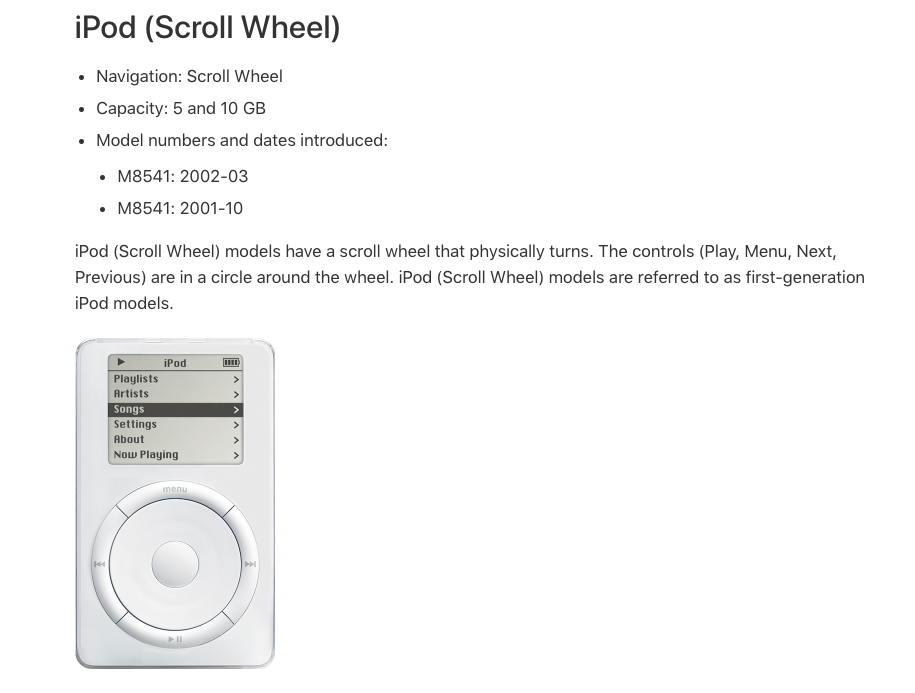 iPod (Scroll Wheel)
• Navigation: Scroll Wheel
• Capacity: 5 and 10 GB
• Model numbers and dates introduced:
• M8541: 2002-03
• M8541: 2001-10
iPod (Scroll Wheel) models have a scroll wheel that physically turns. The controls (Play, Menu, Next,
Previous) are in a circle around the wheel. iPod (Scroll Wheel) models are referred to as first-generation
iPod models.
iPod
Playlists >
Artists >
Songs >
Settings >
About >
Now Playing >
menu